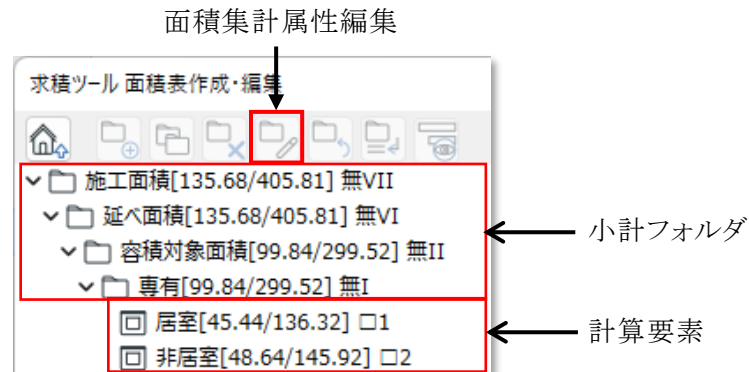 面積集計属性編集
求積ツール 面積表作成・編集
施工面積[135.68/405.81] 無VII
延べ面積[135.68/405.81] 無VI
容積対象面積[99.84/299.52] 無II
小計フォルダ
専有[99.84/299.52] 無I
居室[45.44/136.32] □1
計算要素
非居室[48.64/145.92] □2